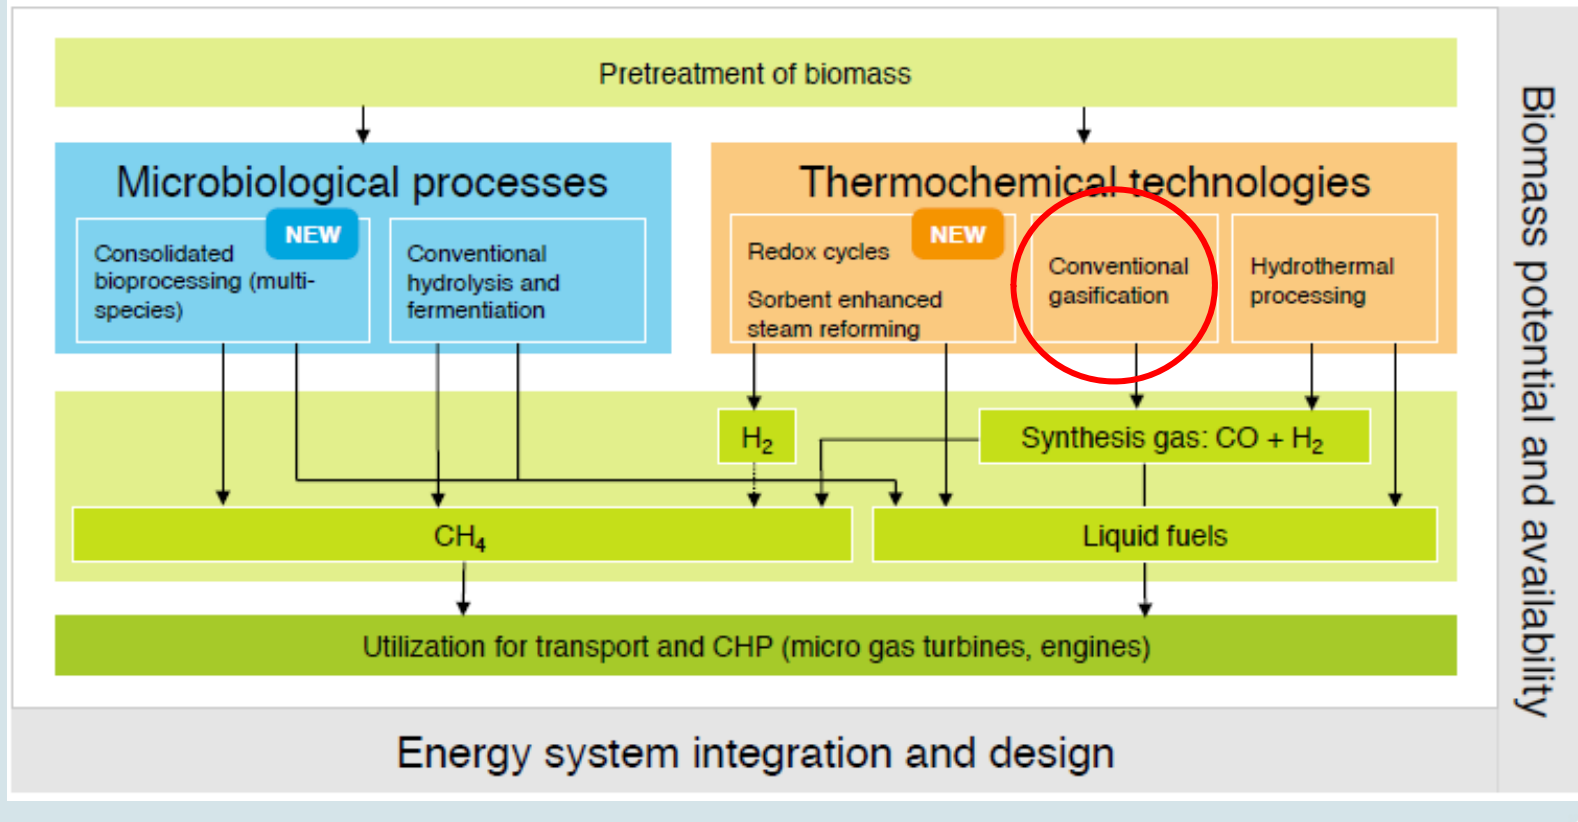 Pretreatment of biomass
Microbiological processes
NEW
Consolidated
bioprocessing (multi-
species)
Conventional
hydrolysis and
fermentiation
Thermochemical technologies
NEW
Redox cycles
Sorbent enhanced
steam reforming
Conventional
gasification
Hydrothermal
processing
H₂
Synthesis gas: CO + H₂
CH₄
Liquid fuels
Utilization for transport and CHP (micro gas turbines, engines)
Energy system integration and design
Biomass potential and availability